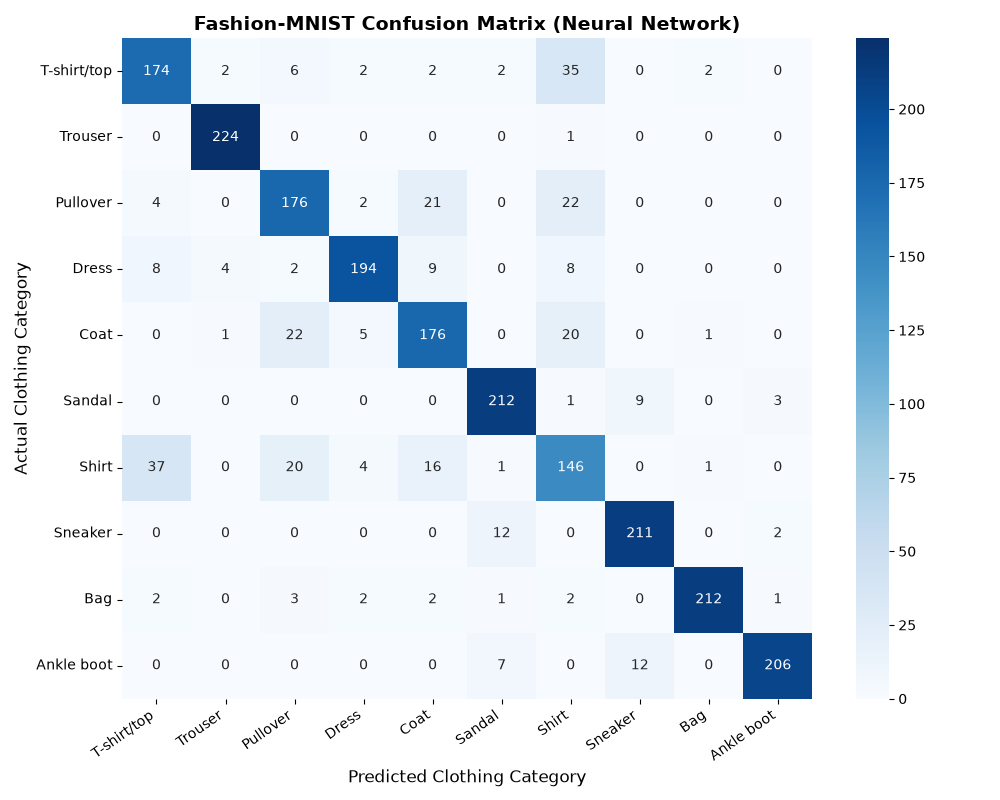 Fashion-MNIST Confusion Matrix (Neural Network)
Actual Clothing Category
T-shirt/top 174 2 6 2 2 2 35 0 2 0
Trouser 0 224 0 0 0 0 1 0 0 0
Pullover 4 0 176 2 21 0 22 0 0 0
Dress 8 4 2 194 9 0 8 0 0 0
Coat 0 1 22 5 176 0 20 0 1 0
Sandal 0 0 0 0 0 212 1 9 0 3
Shirt 37 0 20 4 16 1 146 0 1 0
Sneaker 0 0 0 0 0 12 0 211 0 2
Bag 2 0 3 2 2 1 2 0 212 1
Ankle boot 0 0 0 0 0 7 0 12 0 206
T-shirt/top Trouser Pullover Dress Coat Sandal Shirt Sneaker Bag Ankle boot
Predicted Clothing Category
200
175
150
125
100
75
50
25
0